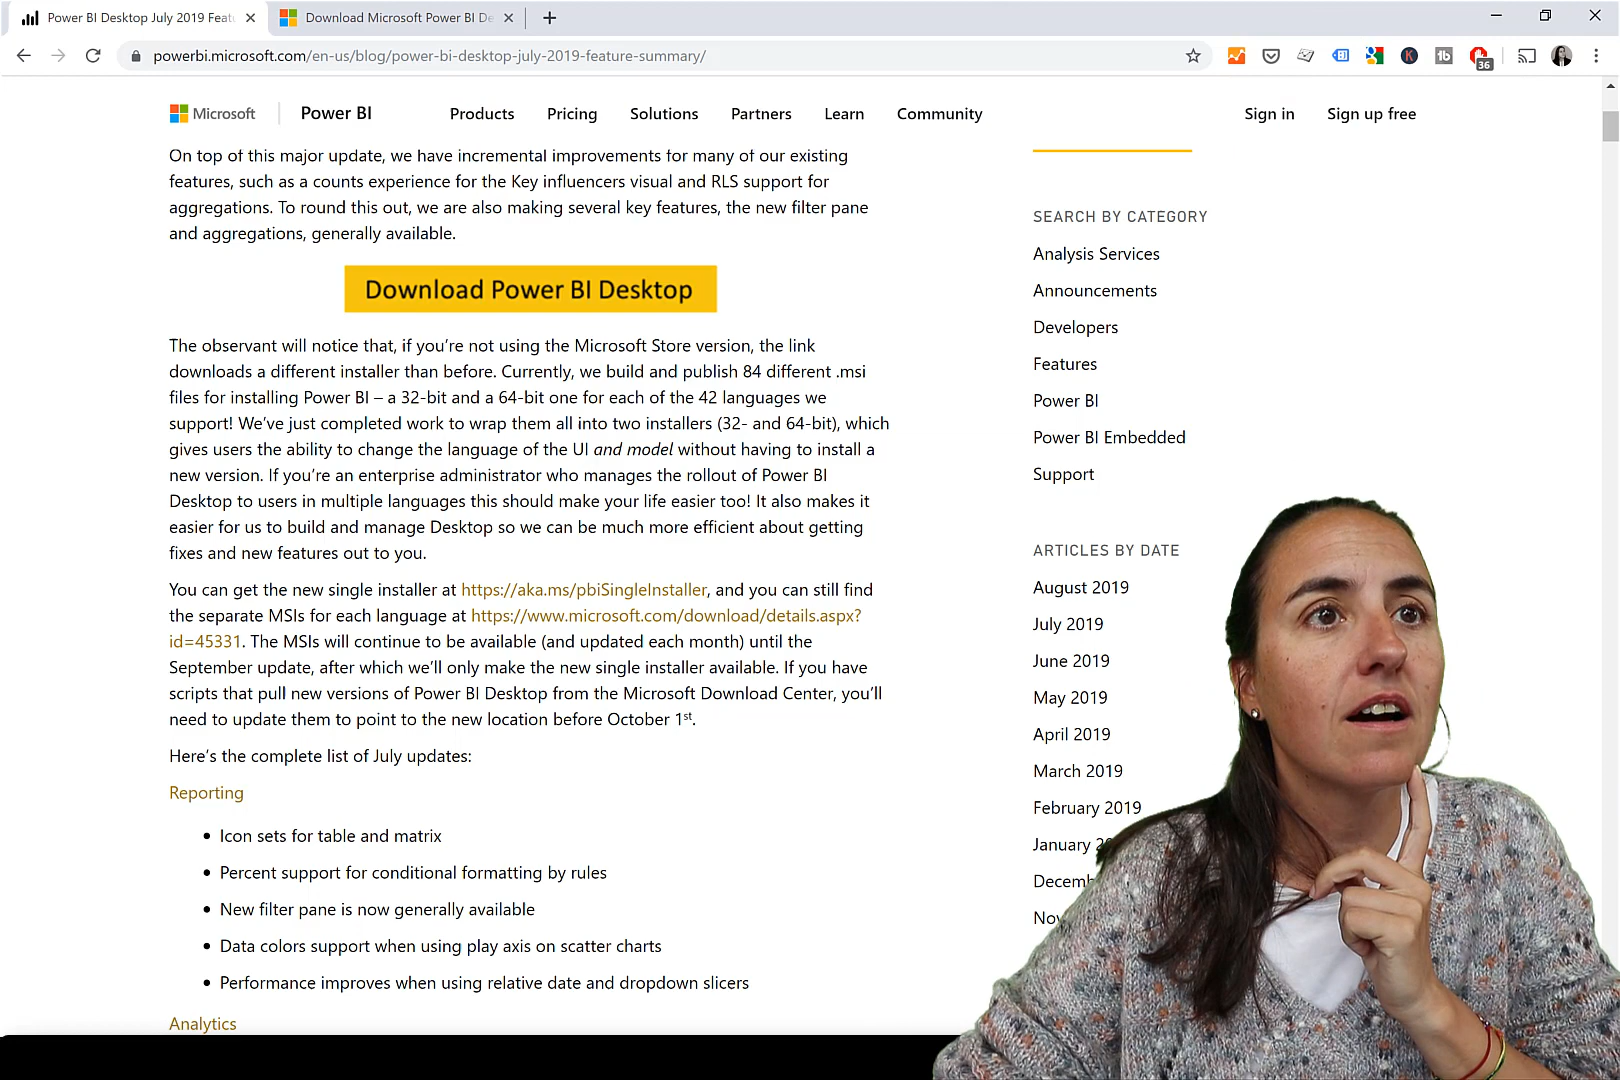 Power BI Desktop July 2019 Feat
Download Microsoft Power BI De
powerbi.microsoft.com/en-us/blog/power-bi-desktop-july-2019-feature-summary/
36
Microsoft
Power BI
Products
Pricing
Solutions
Partners
Learn
Community
Sign in
Sign up free
On top of this major update, we have incremental improvements for many of our existing
features, such as a counts experience for the Key influencers visual and RLS support for
aggregations. To round this out, we are also making several key features, the new filter pane
and aggregations, generally available.
Download Power BI Desktop
The observant will notice that, if you’re not using the Microsoft Store version, the link
downloads a different installer than before. Currently, we build and publish 84 different .msi
files for installing Power BI – a 32-bit and a 64-bit one for each of the 42 languages we
support! We’ve just completed work to wrap them all into two installers (32- and 64-bit), which
gives users the ability to change the language of the UI and model without having to install a
new version. If you’re an enterprise administrator who manages the rollout of Power BI
Desktop to users in multiple languages this should make your life easier too! It also makes it
easier for us to build and manage Desktop so we can be much more efficient about getting
fixes and new features out to you.
You can get the new single installer at https://aka.ms/pbiSingleInstaller, and you can still find
the separate MSIs for each language at https://www.microsoft.com/download/details.aspx?
id=45331. The MSIs will continue to be available (and updated each month) until the
September update, after which we’ll only make the new single installer available. If you have
scripts that pull new versions of Power BI Desktop from the Microsoft Download Center, you’ll
need to update them to point to the new location before October 1st.
Here’s the complete list of July updates:
Reporting
• Icon sets for table and matrix
• Percent support for conditional formatting by rules
• New filter pane is now generally available
• Data colors support when using play axis on scatter charts
• Performance improves when using relative date and dropdown slicers
Analytics
SEARCH BY CATEGORY
Analysis Services
Announcements
Developers
Features
Power BI
Power BI Embedded
Support
ARTICLES BY DATE
August 2019
July 2019
June 2019
May 2019
April 2019
March 2019
February 2019
January 2
Decemb
Nov